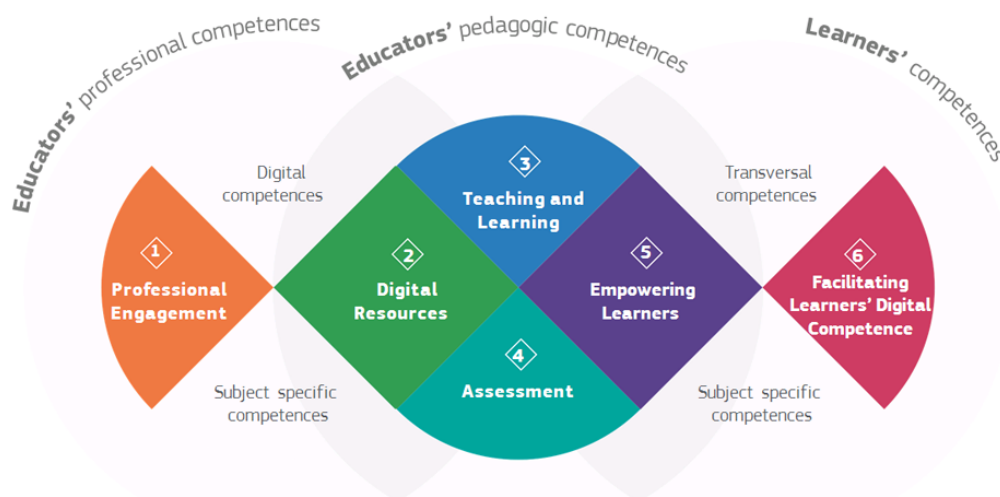 Educators' professional competences
Educators' pedagogic competences
Learners' competences
Digital
competences
Transversal
competences
1
Professional
Engagement
2
Digital
Resources
3
Teaching and
Learning
4
Assessment
5
Empowering
Learners
6
Facilitating
Learners' Digital
Competence
Subject specific
competences
Subject specific
competences